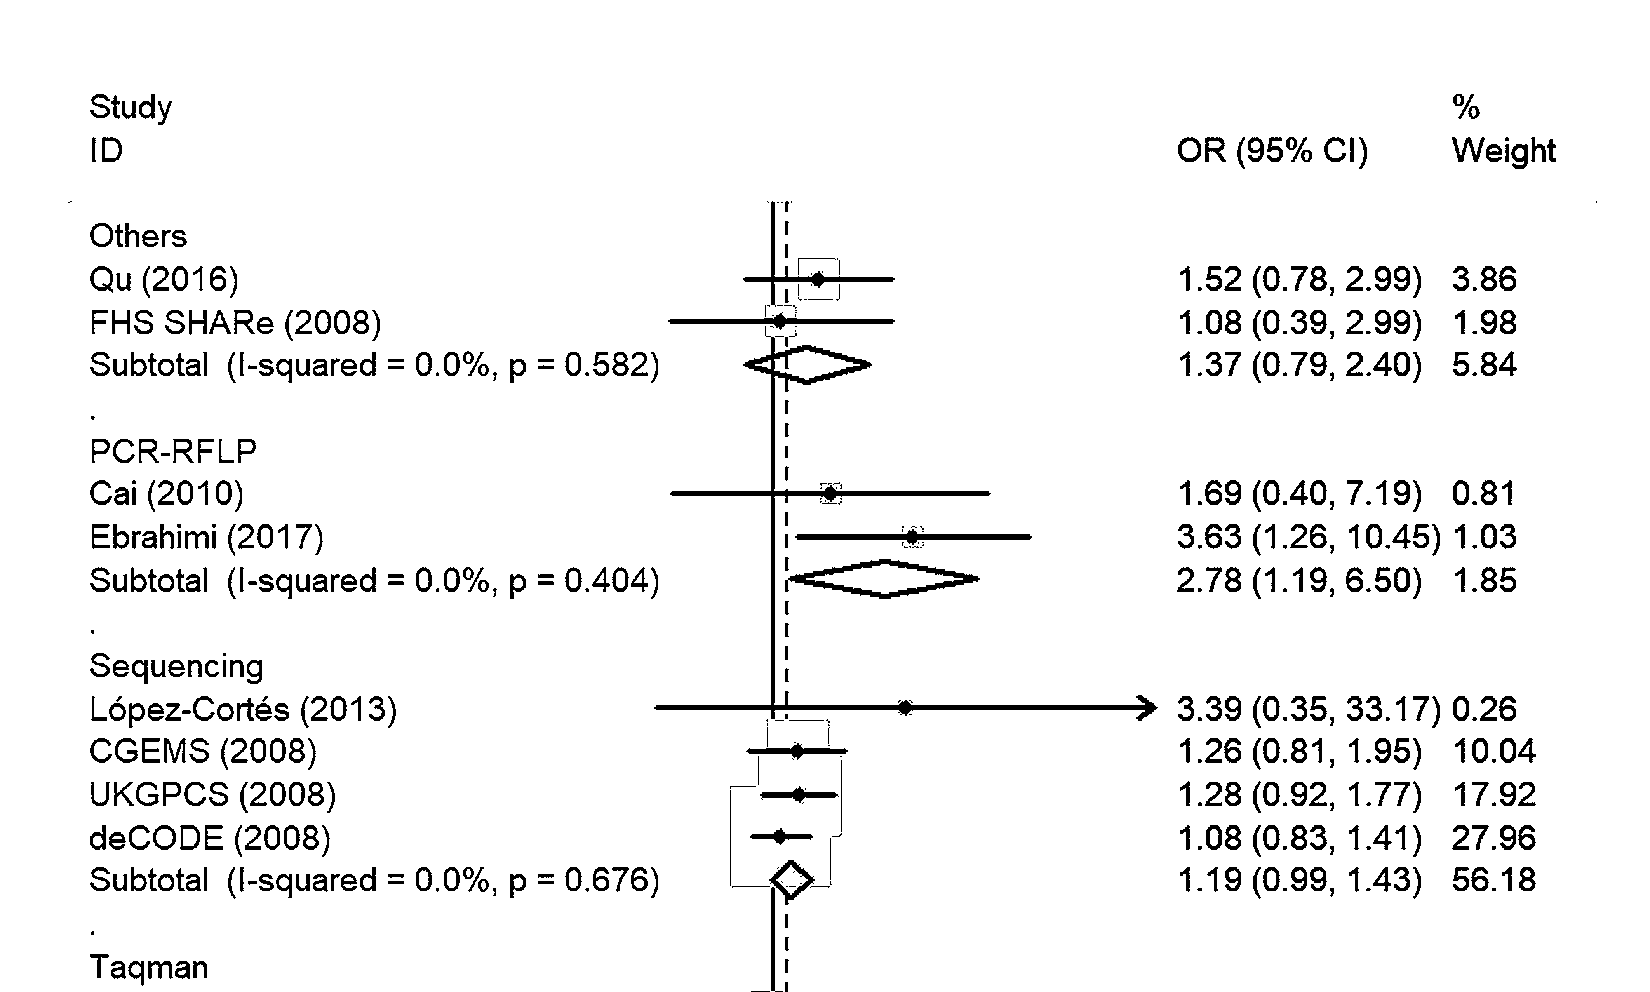 Study %
ID OR (95% CI) Weight
Others
Qu (2016) 1.52 (0.78, 2.99) 3.86
FHS SHARe (2008) 1.08 (0.39, 2.99) 1.98
Subtotal (I-squared = 0.0%, p = 0.582) 1.37 (0.79, 2.40) 5.84
.
PCR-RFLP
Cai (2010) 1.69 (0.40, 7.19) 0.81
Ebrahimi (2017) 3.63 (1.26, 10.45) 1.03
Subtotal (I-squared = 0.0%, p = 0.404) 2.78 (1.19, 6.50) 1.85
.
Sequencing
López-Cortés (2013) 3.39 (0.35, 33.17) 0.26
CGEMS (2008) 1.26 (0.81, 1.95) 10.04
UKGPCS (2008) 1.28 (0.92, 1.77) 17.92
deCODE (2008) 1.08 (0.83, 1.41) 27.96
Subtotal (I-squared = 0.0%, p = 0.676) 1.19 (0.99, 1.43) 56.18
.
Taqman